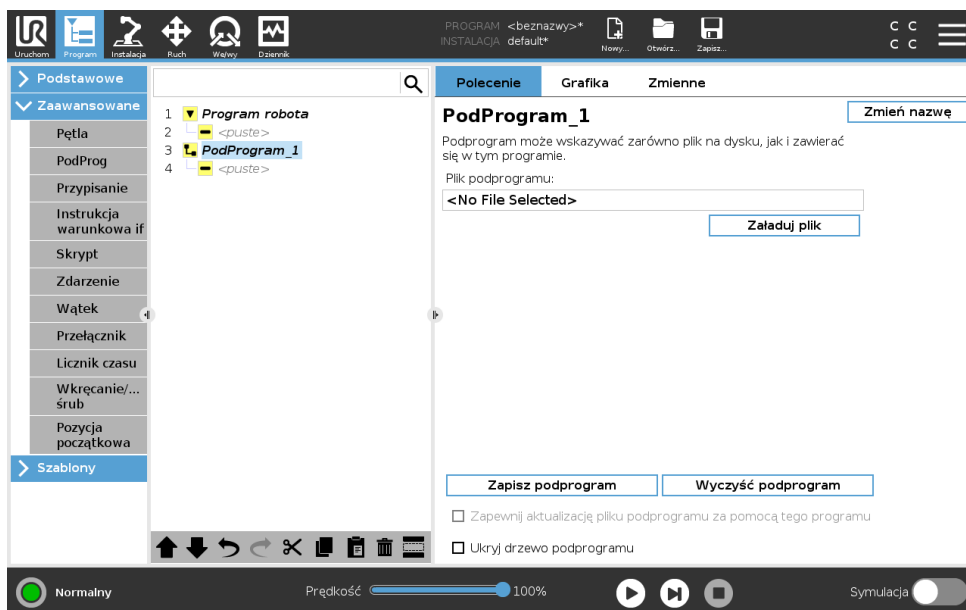 UR
PROGRAM <beznazwy>*
INSTALACJA default*
C C
C C
Uruchom Program Instalacja Ruch We/wy Dziennik Nowy... Otwórz... Zapisz...
Podstawowe
Zaawansowane
Pętla
PodProg
Przypisanie
Instrukcja
warunkowa if
Skrypt
Zdarzenie
Wątek
Przełącznik
Licznik czasu
Wkręcanie/...
śrub
Pozycja
początkowa
Szablony
1 Program robota
2 <puste>
3 PodProgram_1
4 <puste>
Polecenie Grafika Zmienne
PodProgram_1
Zmień nazwę
Podprogram może wskazywać zarówno plik na dysku, jak i zawierać
się w tym programie.
Plik podprogramu:
<No File Selected>
Załaduj plik
Zapisz podprogram Wyczyść podprogram
Zapewnij aktualizację pliku podprogramu za pomocą tego programu
Ukryj drzewo podprogramu
Normalny Prędkość 100% Symulacja